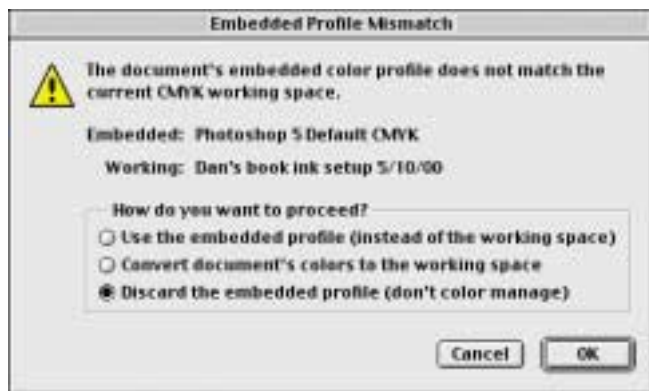 Embedded Profile Mismatch
The document's embedded color profile does not match the
current CMYK working space.
Embedded: Photoshop 5 Default CMYK
Working: Dan's book ink setup 5/10/00
How do you want to proceed?
Use the embedded profile (instead of the working space)
Convert document's colors to the working space
Discard the embedded profile (don't color manage)
Cancel OK